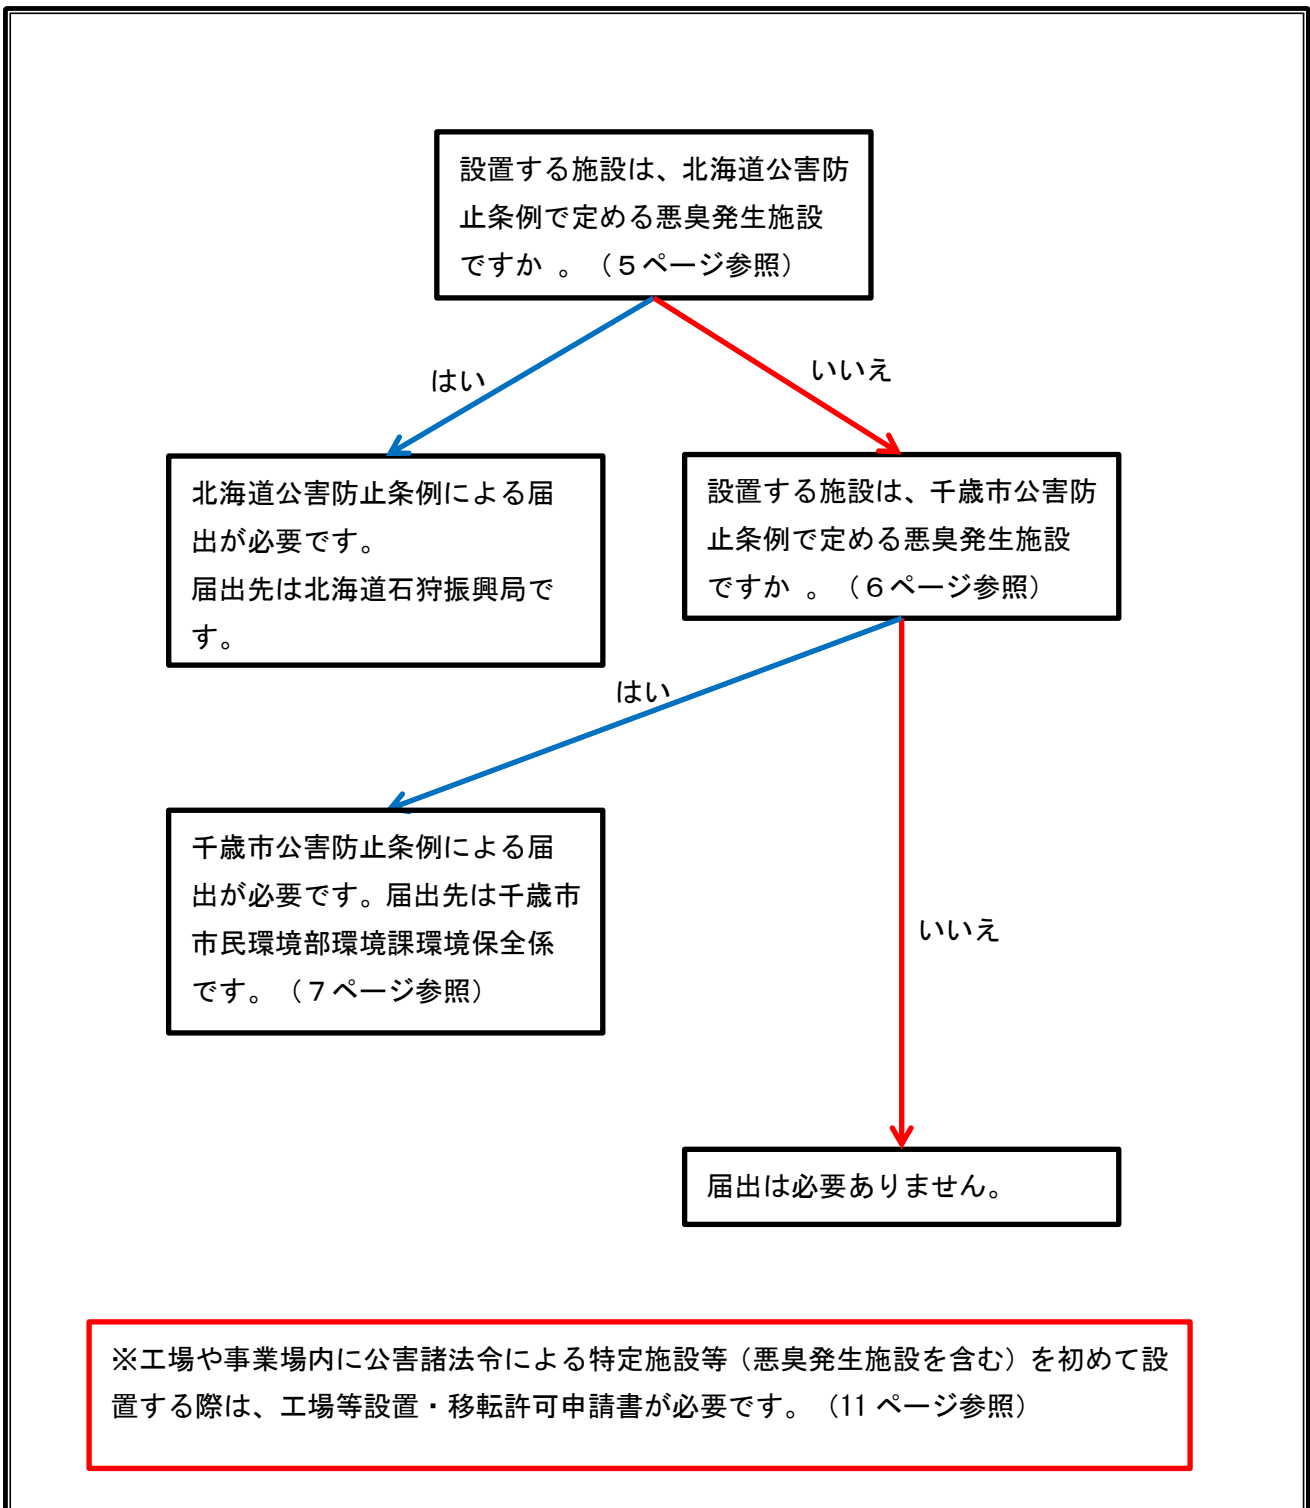 設置する施設は、北海道公害防
止条例で定める悪臭発生施設
ですか 。（５ページ参照）
はい
いいえ
北海道公害防止条例による届
出が必要です。
届出先は北海道石狩振興局で
す。
設置する施設は、千歳市公害防
止条例で定める悪臭発生施設
ですか 。（６ページ参照）
はい
千歳市公害防止条例による届
出が必要です。届出先は千歳市
市民環境部環境課環境保全係
です。（７ページ参照）
いいえ
届出は必要ありません。
※工場や事業場内に公害諸法令による特定施設等（悪臭発生施設を含む）を初めて設
置する際は、工場等設置・移転許可申請書が必要です。（11 ページ参照）